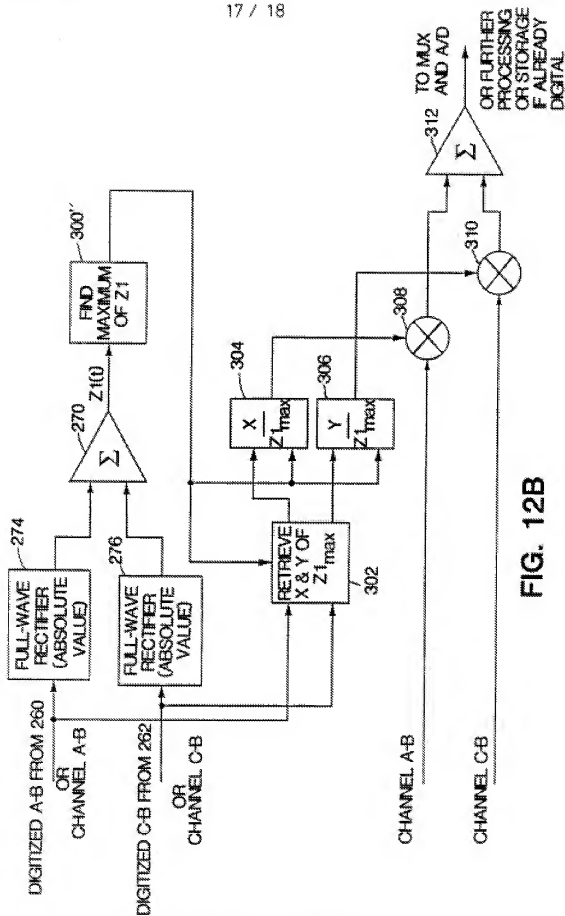 17 / 18
DIGITIZED A-B FROM 260
OR
CHANNEL A-B
DIGITIZED C-B FROM 262
OR
CHANNEL C-B
274
FULL-WAVE
RECTIFIER
(ABSOLUTE
VALUE)
276
FULL-WAVE
RECTIFIER
(ABSOLUTE
VALUE)
270
Σ
Z1(t)
300''
FIND
MAXIMUM
OF Z1
RETRIEVE
X & Y OF
Z1max
302
304
X
Z1max
306
Y
Z1max
308
310
312
Σ
TO MUX
AND A/D
OR FURTHER
PROCESSING
OR STORAGE
IF ALREADY
DIGITAL
CHANNEL A-B
CHANNEL C-B
FIG. 12B